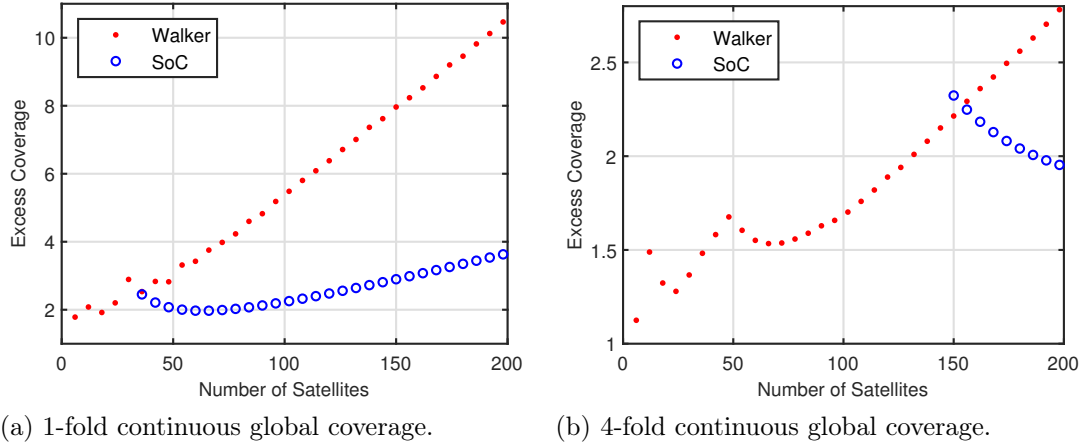 Walker
SoC
10
8
6
4
2
Excess Coverage
0 50 100 150 200
Number of Satellites
(a) 1-fold continuous global coverage.
Walker
SoC
2.5
2
1.5
1
Excess Coverage
0 50 100 150 200
Number of Satellites
(b) 4-fold continuous global coverage.